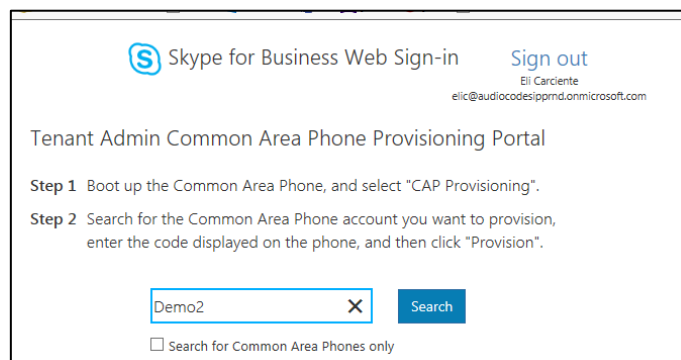 Skype for Business Web Sign-in
Sign out
Eli Carciente
elic@audiocodesipprnd.onmicrosoft.com
Tenant Admin Common Area Phone Provisioning Portal
Step 1 Boot up the Common Area Phone, and select "CAP Provisioning".
Step 2 Search for the Common Area Phone account you want to provision,
enter the code displayed on the phone, and then click "Provision".
Demo2
Search
Search for Common Area Phones only